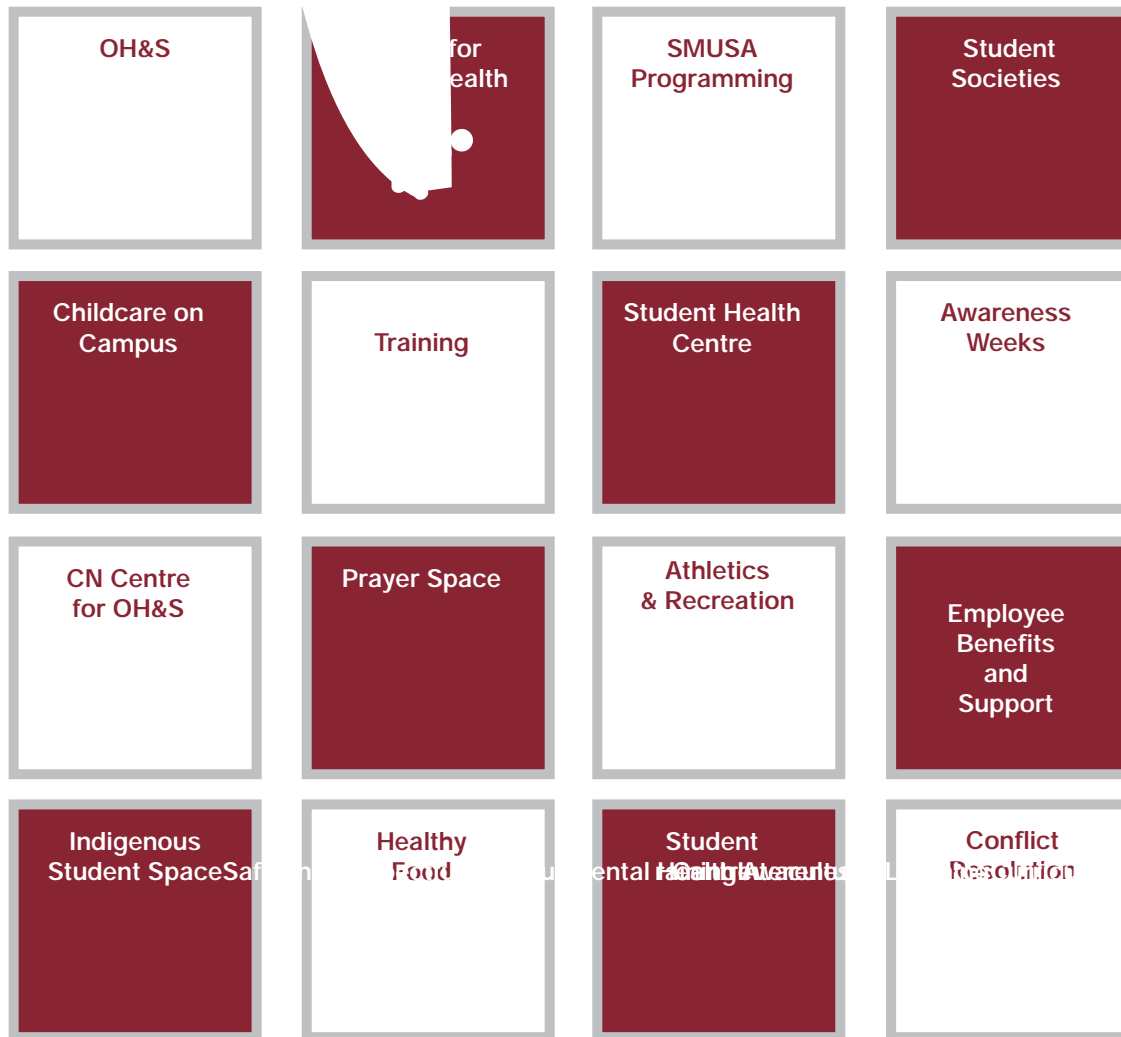 OH&S
for
ealth
SMUSA
Programming
Student
Societies
Childcare on
Campus
Training
Student Health
Centre
Awareness
Weeks
CN Centre
for OH&S
Prayer Space
Athletics
& Recreation
Employee
Benefits
and
Support
Indigenous
Student Space
Healthy
Food
Student
Conflict
Resolution